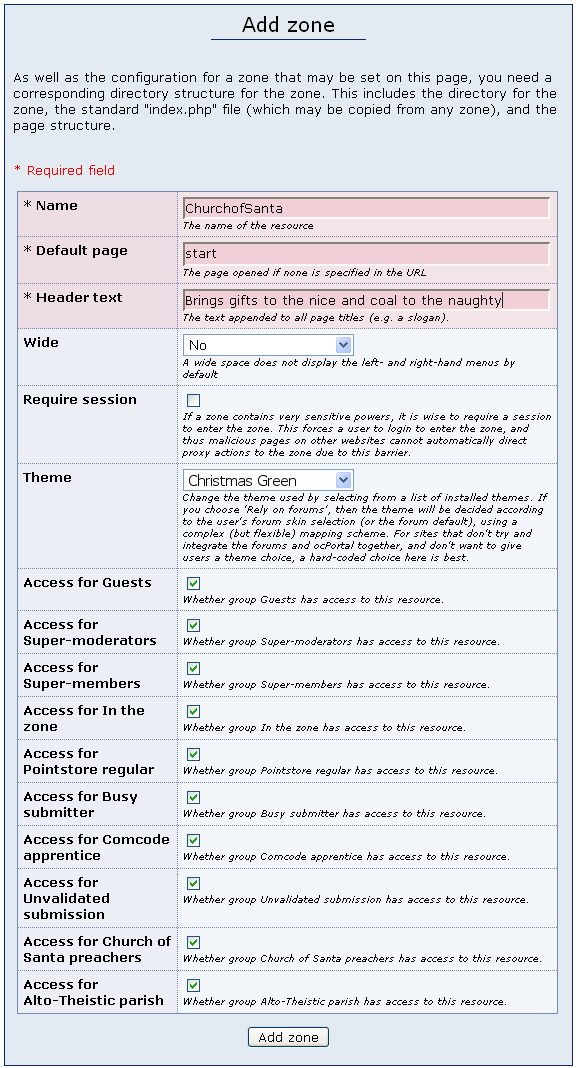 Add zone
As well as the configuration for a zone that may be set on this page, you need a
corresponding directory structure for the zone. This includes the directory for the
zone, the standard "index.php" file (which may be copied from any zone), and the
page structure.
* Required field
* Name
ChurchofSanta
The name of the resource
* Default page
start
The page opened if none is specified in the URL
* Header text
Brings gifts to the nice and coal to the naughty
The text appended to all page titles (e.g. a slogan).
Wide
No
A wide space does not display the left- and right-hand menus by
default
Require session
If a zone contains very sensitive powers, it is wise to require a session
to enter the zone. This forces a user to login to enter the zone, and
thus malicious pages on other websites cannot automatically direct
proxy actions to the zone due to this barrier.
Theme
Christmas Green
Change the theme used by selecting from a list of installed themes. If
you choose 'Rely on forums', then the theme will be decided according
to the user's forum skin selection (or the forum default), using a
complex (but flexible) mapping scheme. For sites that don't try and
integrate the forums and ocPortal together, and don't want to give
users a theme choice, a hard-coded choice here is best.
Access for Guests
Whether group Guests has access to this resource.
Access for
Super-moderators
Whether group Super-moderators has access to this resource.
Access for
Super-members
Whether group Super-members has access to this resource.
Access for In the
zone
Whether group In the zone has access to this resource.
Access for
Pointstore regular
Whether group Pointstore regular has access to this resource.
Access for Busy
submitter
Whether group Busy submitter has access to this resource.
Access for Comcode
apprentice
Whether group Comcode apprentice has access to this resource.
Access for
Unvalidated
submission
Whether group Unvalidated submission has access to this resource.
Access for Church of
Santa preachers
Whether group Church of Santa preachers has access to this resource.
Access for
Alto-Theistic parish
Whether group Alto-Theistic parish has access to this resource.
Add zone